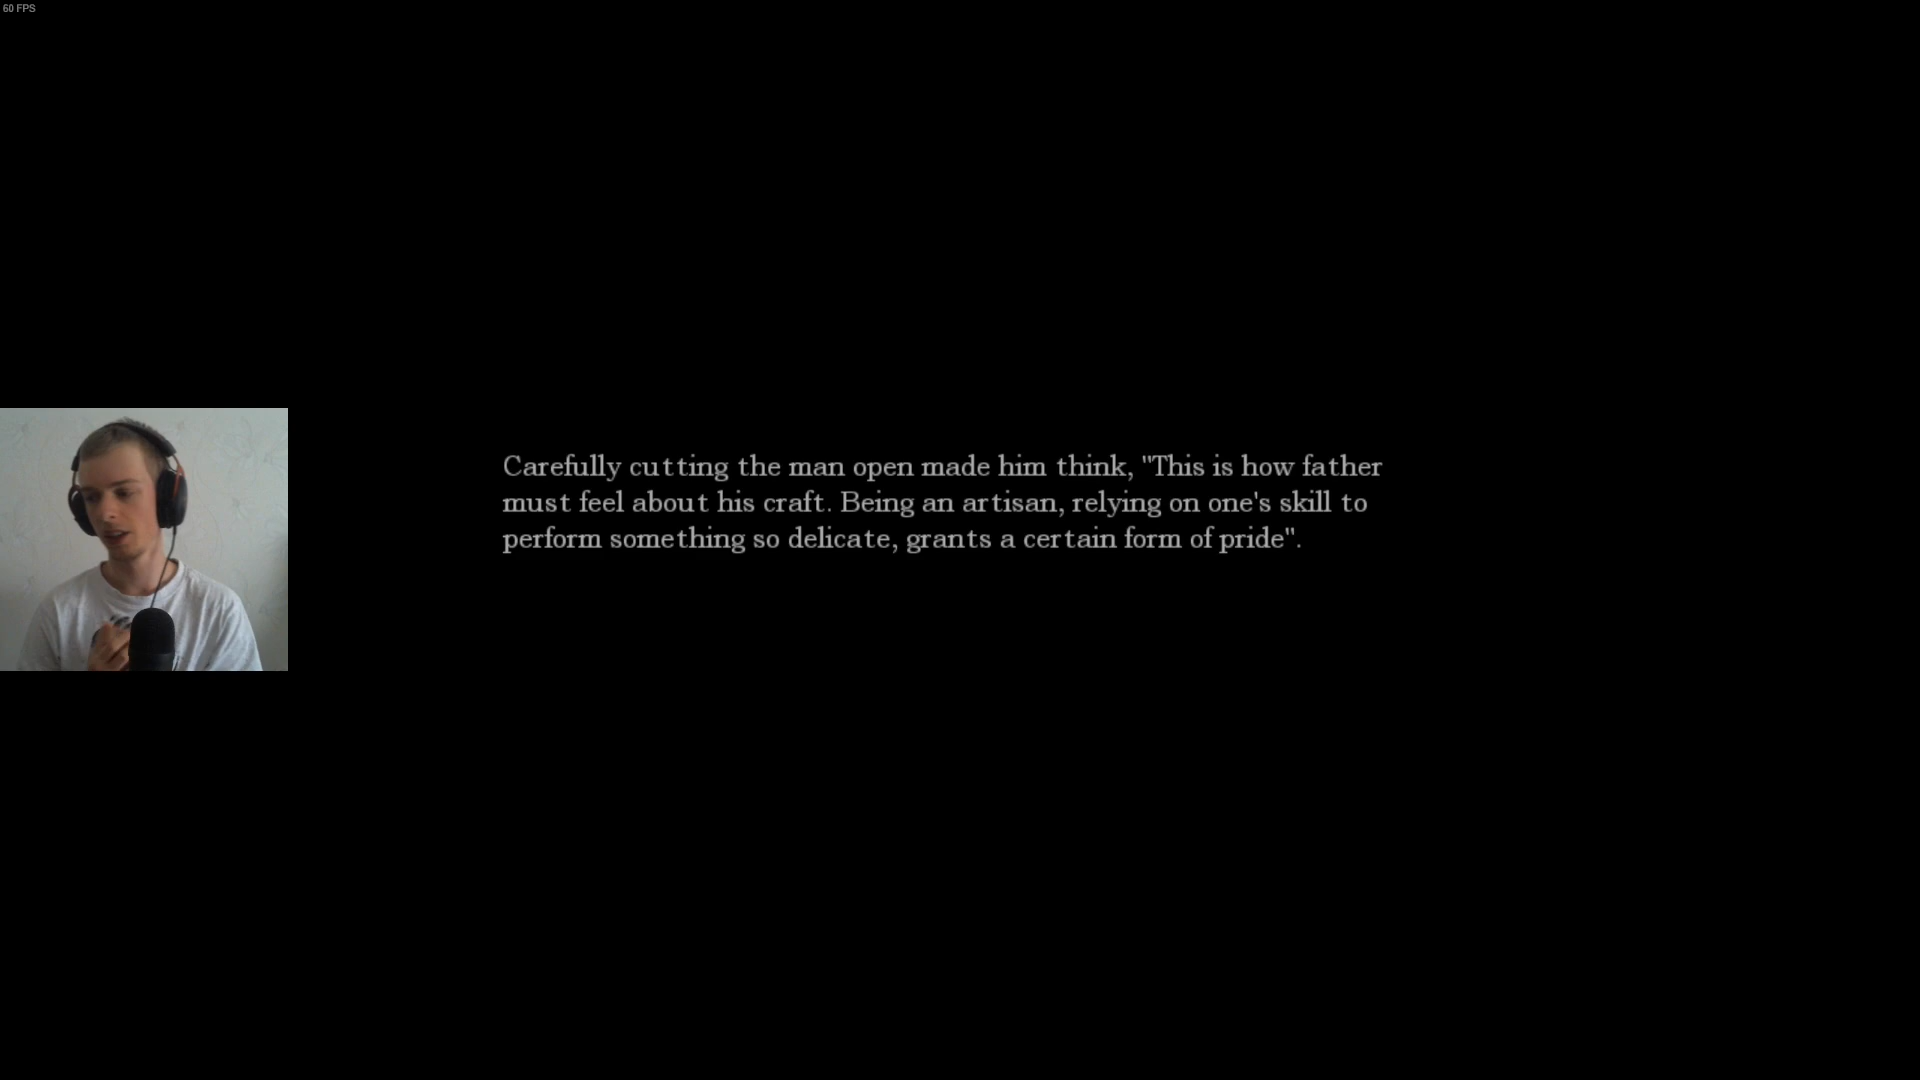 60 FPS
Carefully cutting the man open made him think, "This is how father
must feel about his craft. Being an artisan, relying on one's skill to
perform something so delicate, grants a certain form of pride".